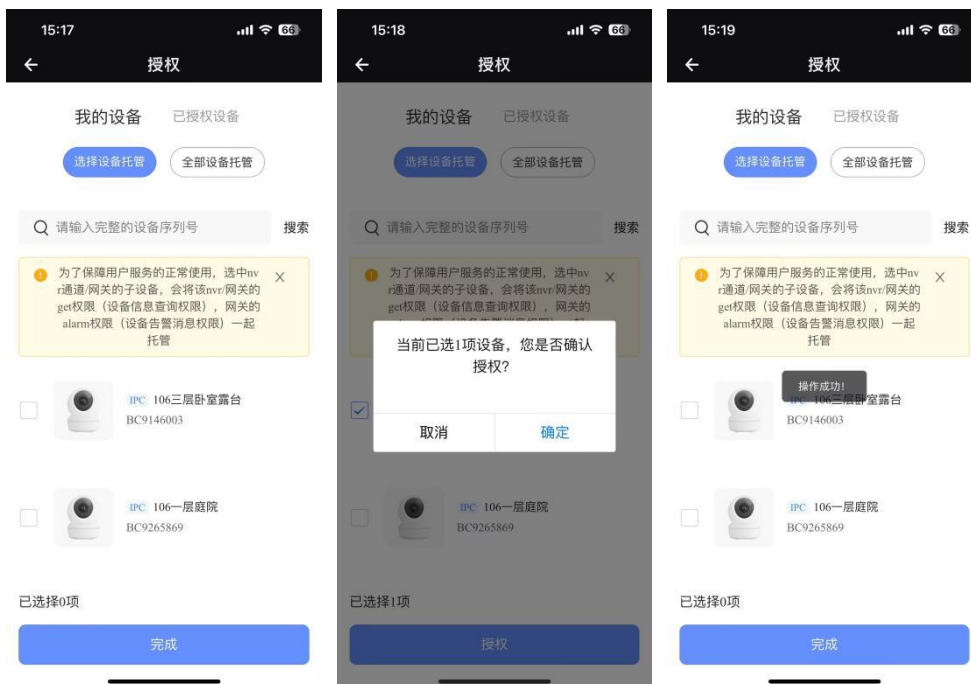 15:17
66
授权
我的设备 已授权设备
选择设备托管 全部设备托管
请输入完整的设备序列号 搜索
为了保障用户服务的正常使用，选中nv
r通道/网关的子设备，会将该nvr/网关的
get权限（设备信息查询权限），网关的
alarm权限（设备告警消息权限）一起
托管
IPC 106三层卧室露台
BC9146003
IPC 106一层庭院
BC9265869
已选择0项
完成
15:18
66
授权
我的设备 已授权设备
选择设备托管 全部设备托管
请输入完整的设备序列号 搜索
为了保障用户服务的正常使用，选中nv
r通道/网关的子设备，会将该nvr/网关的
get权限（设备信息查询权限），网关的
当前已选1项设备，您是否确认
授权?
取消 确定
IPC 106一层庭院
BC9265869
已选择1项
授权
15:19
66
授权
我的设备 已授权设备
选择设备托管 全部设备托管
请输入完整的设备序列号 搜索
为了保障用户服务的正常使用，选中nv
r通道/网关的子设备，会将该nvr/网关的
get权限（设备信息查询权限），网关的
alarm权限（设备告警消息权限）一起
托管
操作成功!
IPC 106三层卧室露台
BC9146003
IPC 106一层庭院
BC9265869
已选择0项
完成